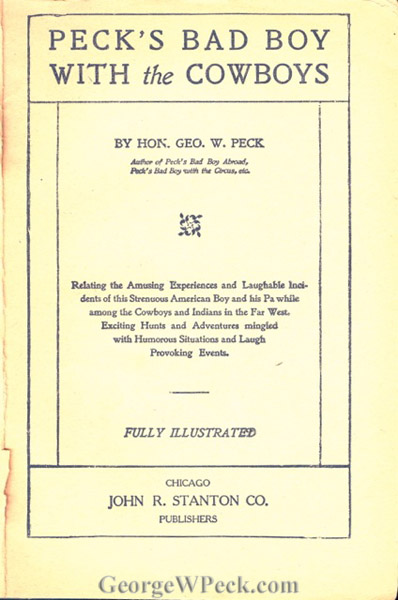 PECK'S BAD BOY
WITH the COWBOYS
BY HON. GEO. W. PECK
Author of Peck's Bad Boy Abroad,
Peck's Bad Boy with the Circus, etc.
Relating the Amusing Experiences and Laughable Inci-
dents of this Strenuous American Boy and his Pa while
among the Cowboys and Indians in the Far West.
Exciting Hunts and Adventures mingled
with Humorous Situations and Laugh
Provoking Events.
FULLY ILLUSTRATED
CHICAGO
JOHN R. STANTON CO.
PUBLISHERS
GeorgeWPeck.com